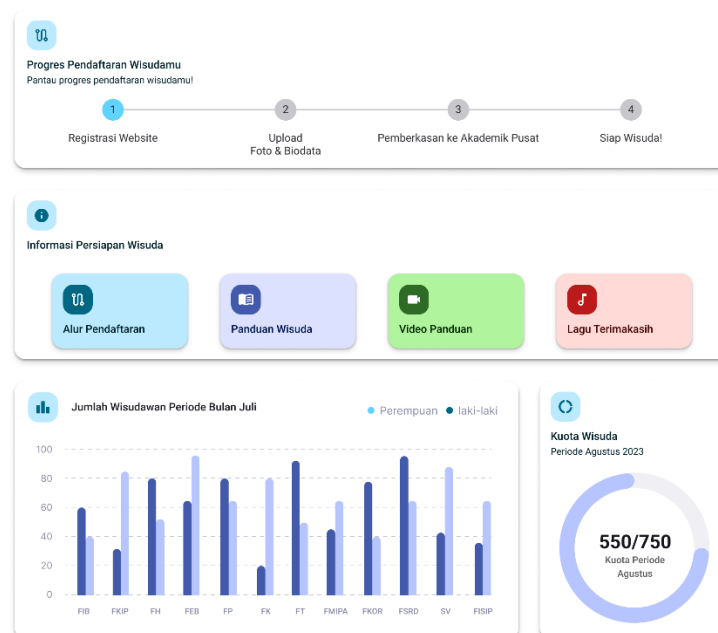 Progres Pendaftaran Wisudamu
Pantau progres pendaftaran wisudamu!
1
2
3
4
Registrasi Website
Upload
Foto & Biodata
Pemberkasan ke Akademik Pusat
Siap Wisuda!
Informasi Persiapan Wisuda
Alur Pendaftaran
Panduan Wisuda
Video Panduan
Lagu Terimakasih
Jumlah Wisudawan Periode Bulan Juli
Perempuan
laki-laki
100
80
60
40
20
0
FIB
FKIP
FH
FEB
FP
FK
FT
FMIPA
FKOR
FSRD
SV
FISIP
Kuota Wisuda
Periode Agustus 2023
550/750
Kuota Periode
Agustus